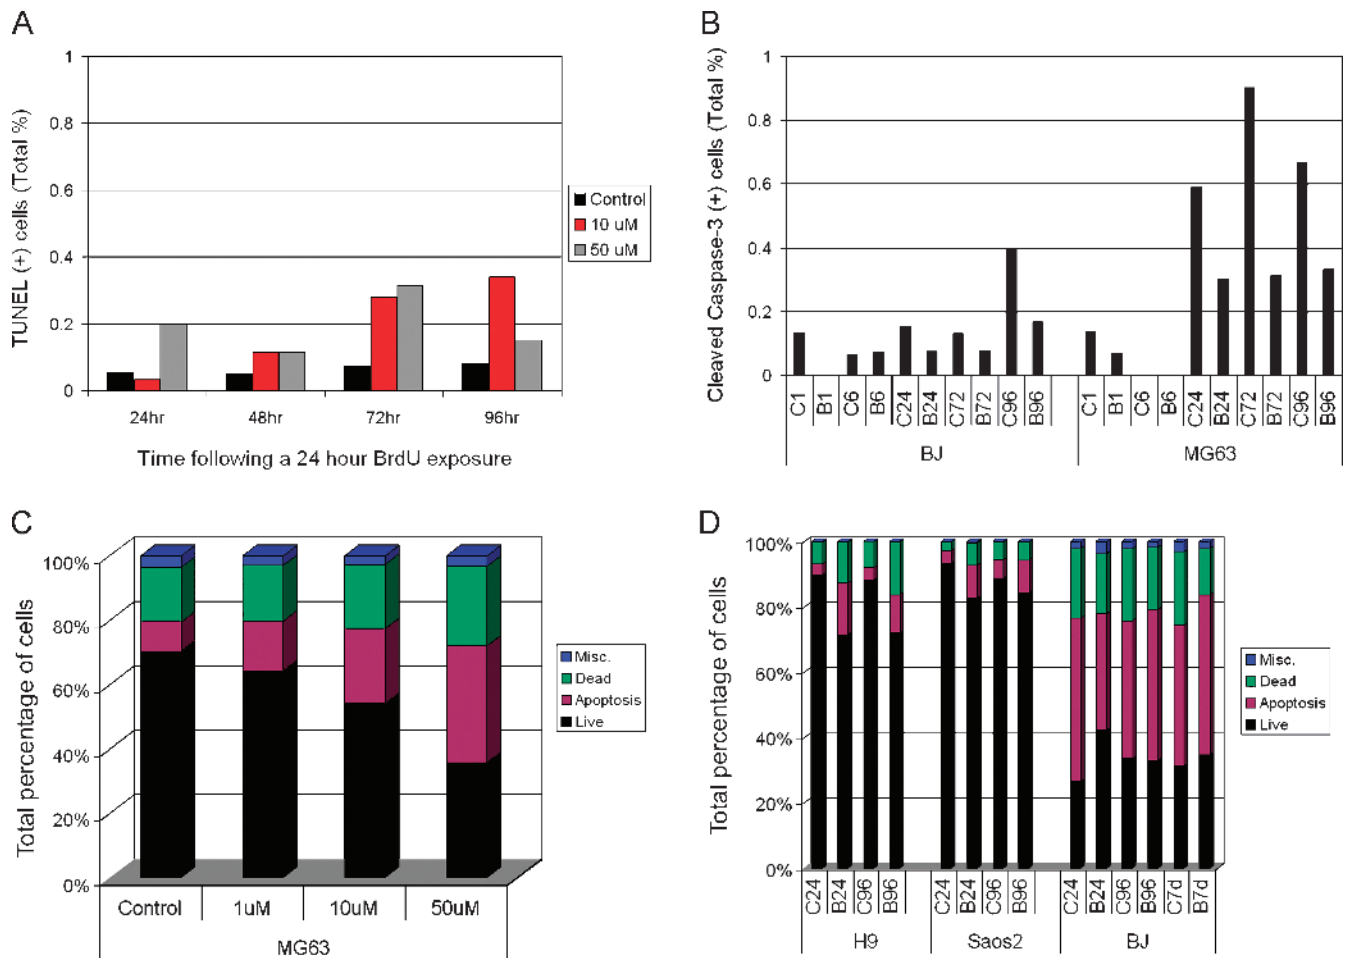 A
TUNEL (+) cells (Total %)
1
0.8
0.6
0.4
0.2
0
24hr 48hr 72hr 96hr
Time following a 24 hour BrdU exposure
Control
10 uM
50 uM
B
Cleaved Caspase-3 (+) cells (Total %)
1
0.8
0.6
0.4
0.2
0
C1 B1 C6 B6 C24 B24 C72 B72 C96 B96 C1 B1 C6 B6 C24 B24 C72 B72 C96 B96
BJ MG63
C
Total percentage of cells
100%
80%
60%
40%
20%
0%
Control 1uM 10uM 50uM
MG63
Misc.
Dead
Apoptosis
Live
D
Total percentage of cells
100%
80%
60%
40%
20%
0%
C24 B24 C96 B96 C24 B24 C96 B96 C24 B24 C96 B96 C7d B7d
H9 Saos2 BJ
Misc.
Dead
Apoptosis
Live